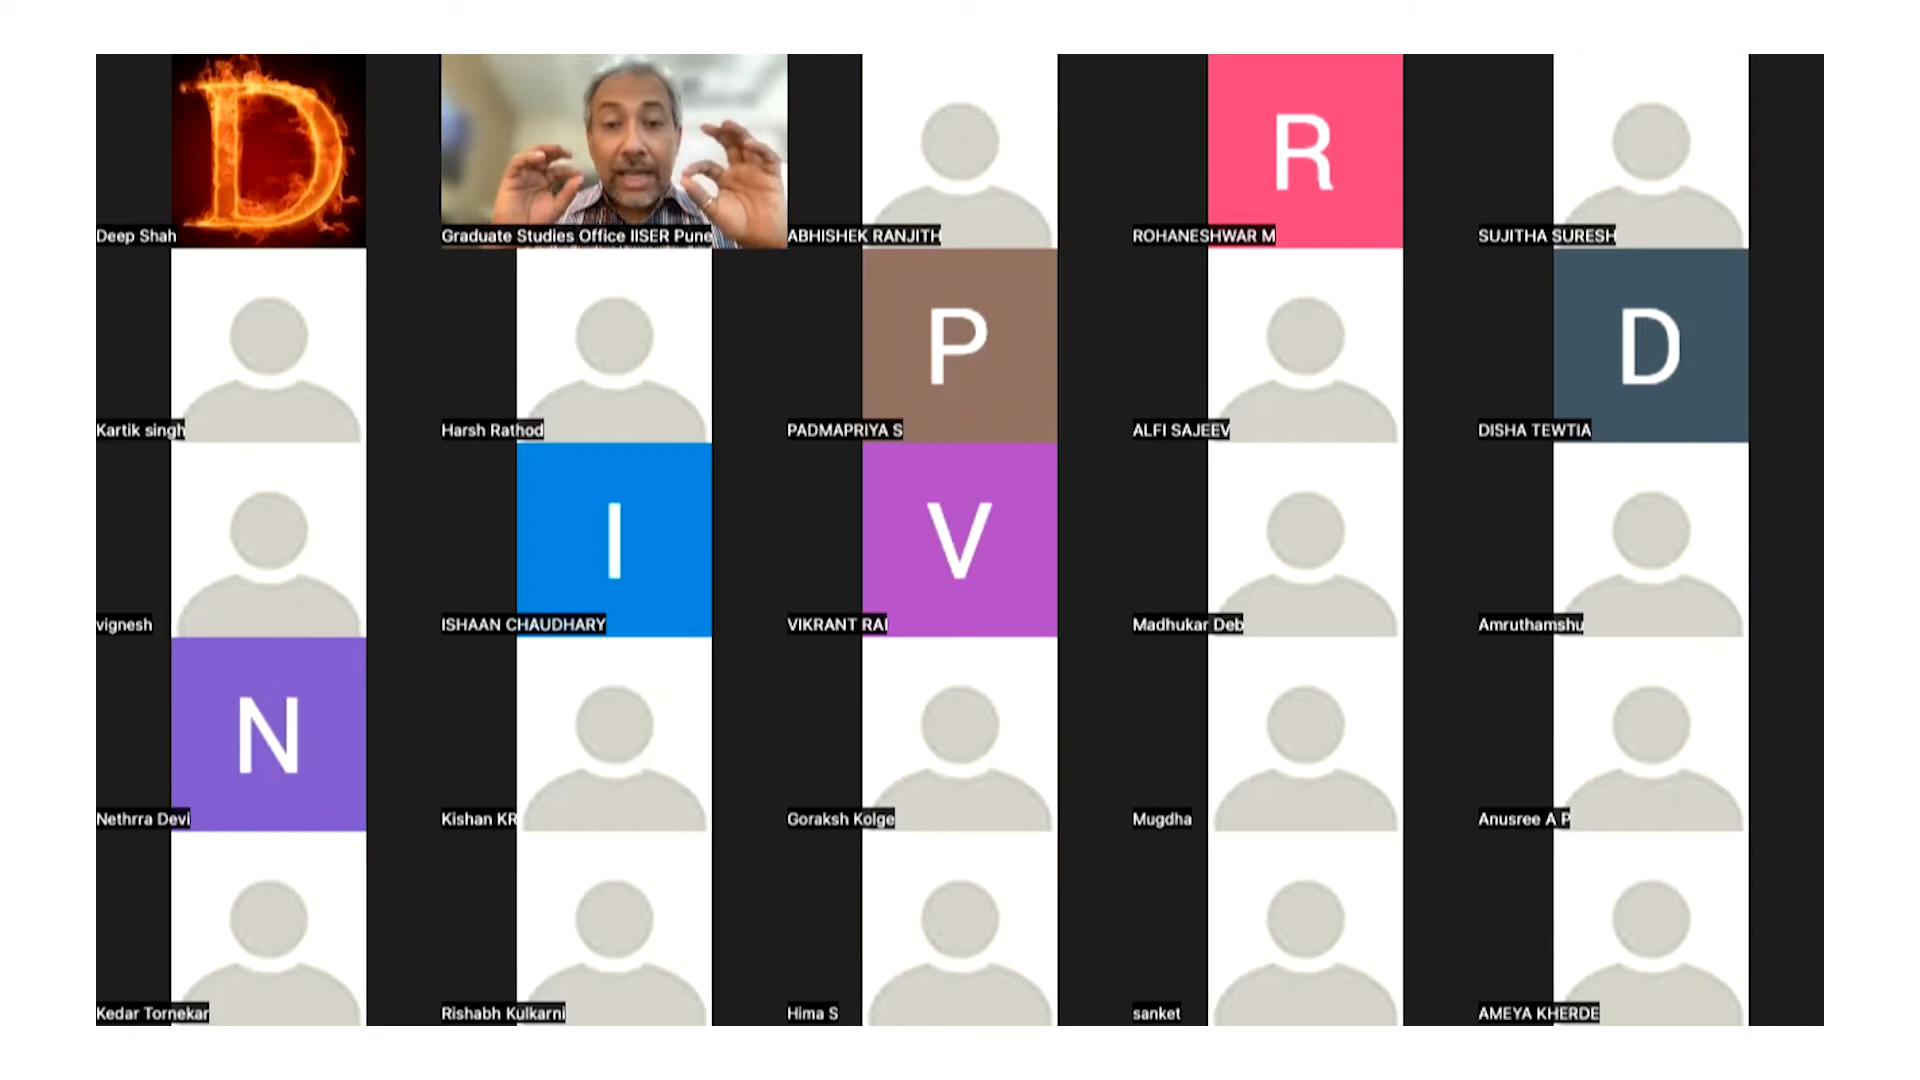 D
Deep Shah
Graduate Studies Office IISER Pune
ABHISHEK RANJITH
R
ROHANESHWAR M
SUJITHA SURESH
Kartik singh
Harsh Rathod
P
PADMAPRIYA S
ALFI SAJEEV
D
DISHA TEWTIA
vignesh
I
ISHAAN CHAUDHARY
V
VIKRANT RAI
Madhukar Deb
Amruthamshu
N
Nethrra Devi
Kishan KR
Goraksh Kolge
Mugdha
Anusree A P
Kedar Tornekar
Rishabh Kulkarni
Hima S
sanket
AMEYA KHERDE